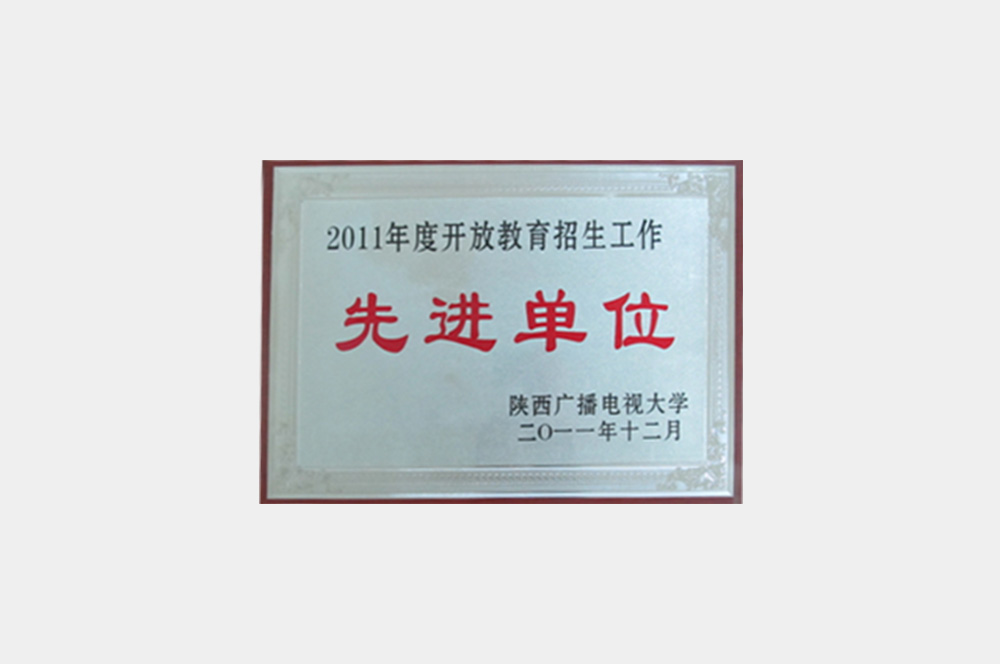 2011年度开放教育招生工作
先进单位
陕西广播电视大学
二〇一一年十二月